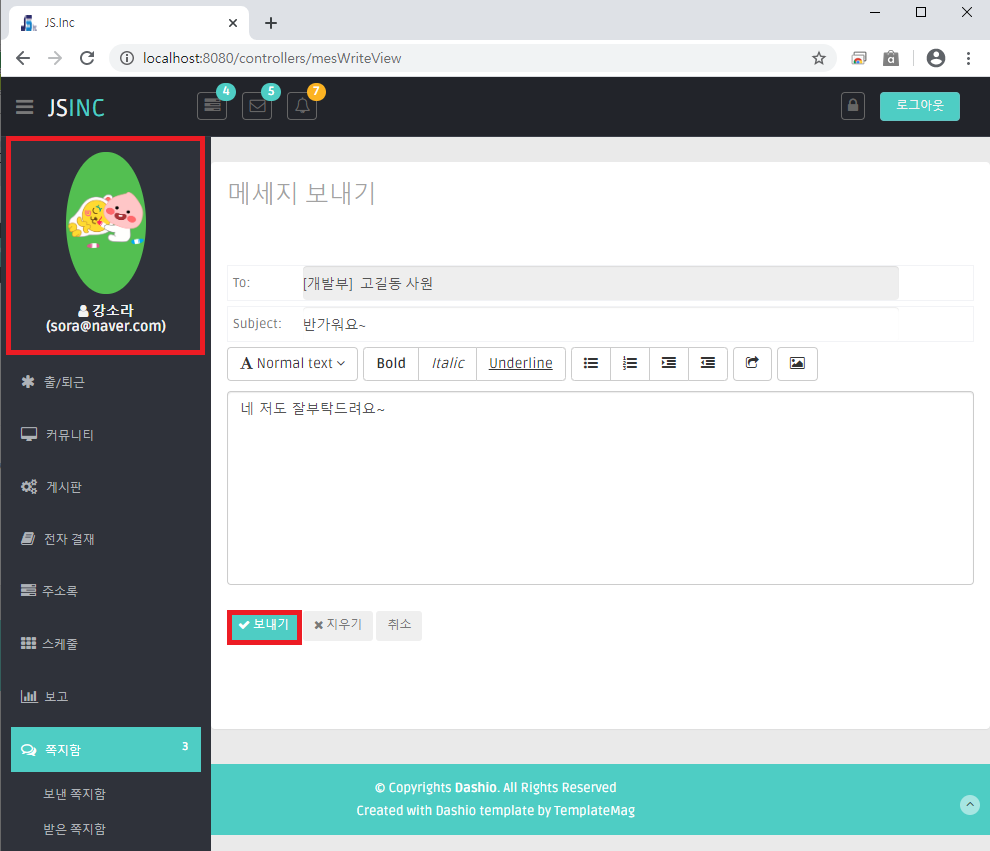 JS.Inc
localhost:8080/controllers/mesWriteView
JSINC
4
5
7
로그아웃
강소라
(sora@naver.com)
출/퇴근
커뮤니티
게시판
전자 결재
주소록
스케줄
보고
쪽지함 3
보낸 쪽지함
받은 쪽지함
메세지 보내기
To: [개발부] 고길동 사원
Subject: 반가워요~
A Normal text Bold Italic Underline
네 저도 잘부탁드려요~
보내기 지우기 취소
© Copyrights Dashio. All Rights Reserved
Created with Dashio template by TemplateMag